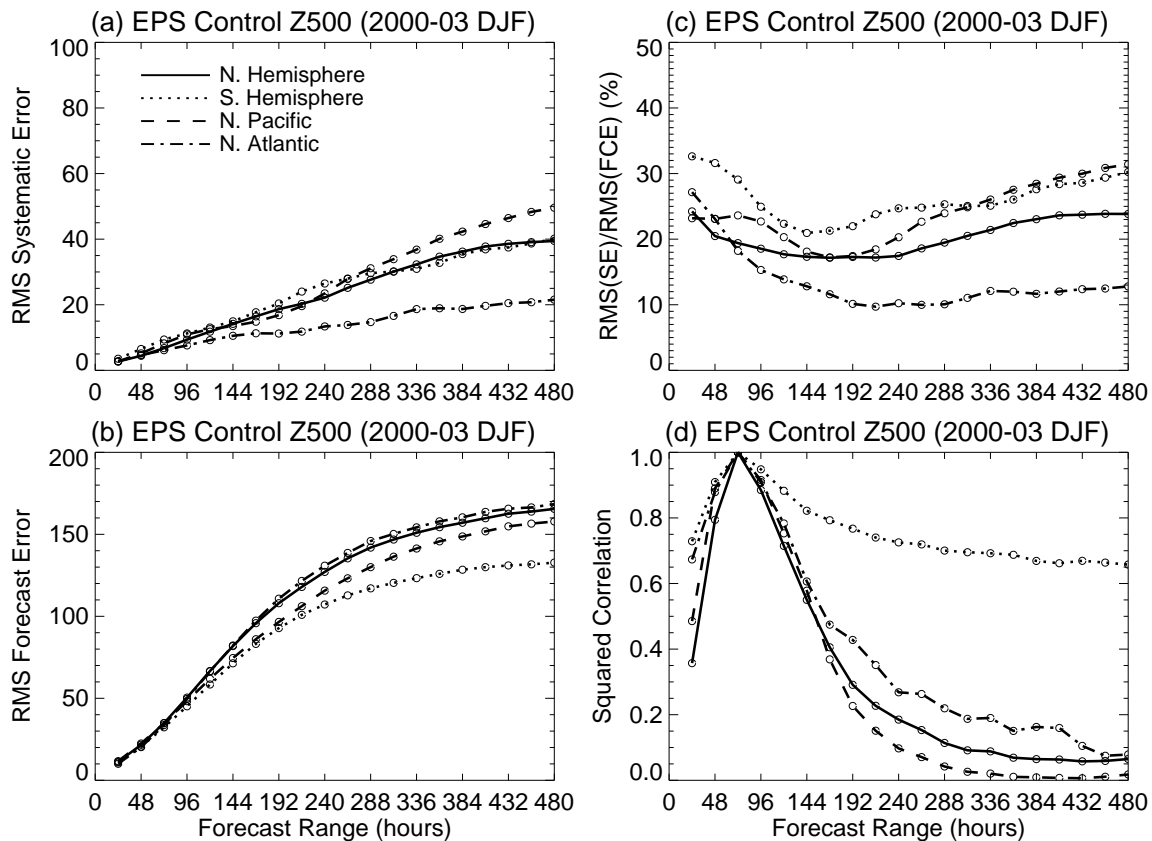 (a) EPS Control Z500 (2000-03 DJF)
100
80
60
40
20
0
RMS Systematic Error
N. Hemisphere
S. Hemisphere
N. Pacific
N. Atlantic
0 48 96 144 192 240 288 336 384 432 480
(c) EPS Control Z500 (2000-03 DJF)
50
40
30
20
10
0
RMS(SE)/RMS(FCE) (%)
0 48 96 144 192 240 288 336 384 432 480
(b) EPS Control Z500 (2000-03 DJF)
200
150
100
50
0
RMS Forecast Error
0 48 96 144 192 240 288 336 384 432 480
Forecast Range (hours)
(d) EPS Control Z500 (2000-03 DJF)
1.0
0.8
0.6
0.4
0.2
0.0
Squared Correlation
0 48 96 144 192 240 288 336 384 432 480
Forecast Range (hours)